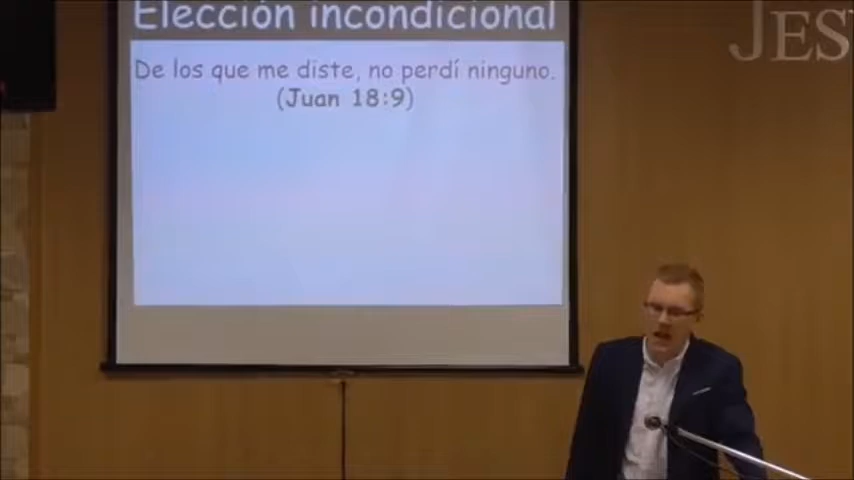 Elección incondicional
De los que me diste, no perdí ninguno.
(Juan 18:9)
JES